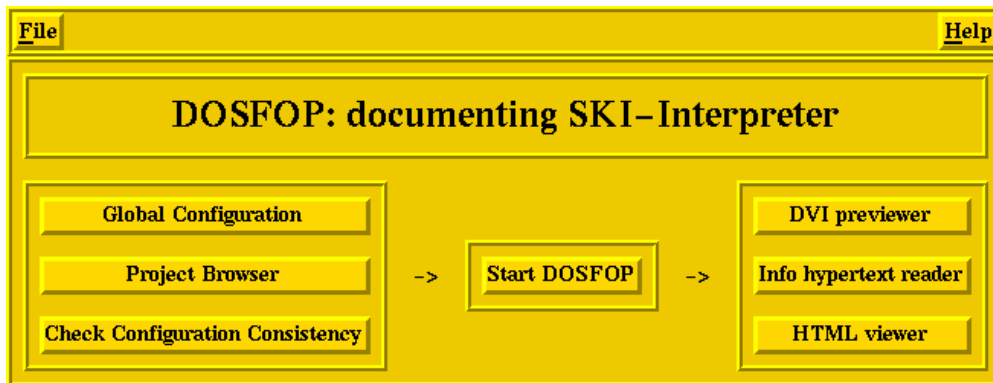 File
Help
DOSFOP: documenting SKI-Interpreter
Global Configuration
Project Browser
Check Configuration Consistency
->
Start DOSFOP
->
DVI previewer
Info hypertext reader
HTML viewer